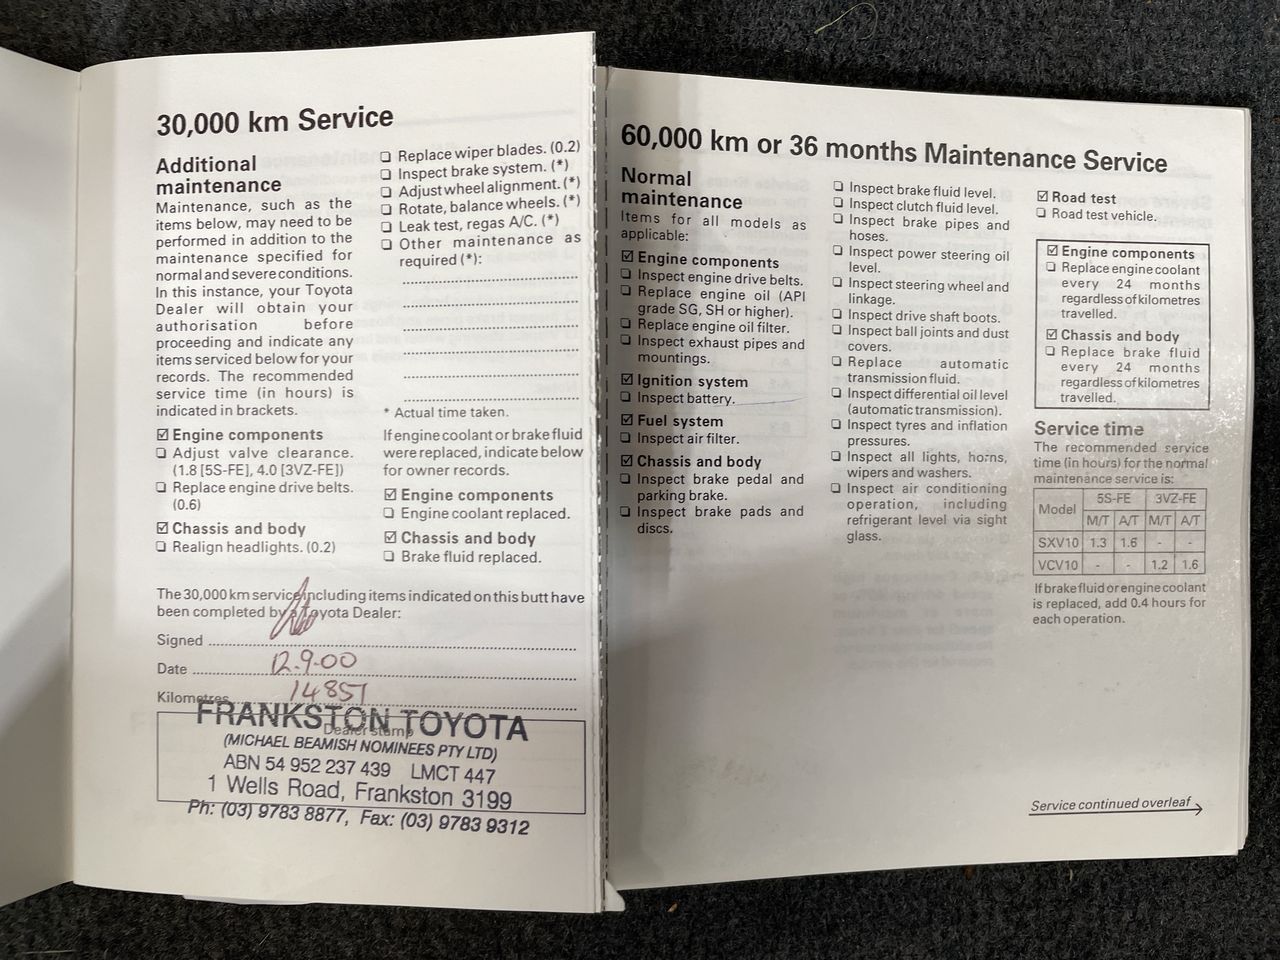 30,000 km Service
Additional
maintenance
Maintenance, such as the
items below, may need to be
performed in addition to the
maintenance specified for
normal and severe conditions.
In this instance, your Toyota
Dealer will obtain your
authorisation before
proceeding and indicate any
items serviced below for your
records. The recommended
service time (in hours) is
indicated in brackets.
☑ Engine components
❏ Adjust valve clearance.
(1.8 [5S-FE], 4.0 [3VZ-FE])
❏ Replace engine drive belts.
(0.6)
☑ Chassis and body
❏ Realign headlights. (0.2)
❏ Replace wiper blades. (0.2)
❏ Inspect brake system. (*)
❏ Adjust wheel alignment. (*)
❏ Rotate, balance wheels. (*)
❏ Leak test, regas A/C. (*)
❏ Other maintenance as
required (*):
* Actual time taken.
If engine coolant or brake fluid
were replaced, indicate below
for owner records.
☑ Engine components
❏ Engine coolant replaced.
☑ Chassis and body
❏ Brake fluid replaced.
The 30,000 km service including items indicated on this butt have
been completed by a Toyota Dealer:
Signed
Date 12.9.00
Kilometres 14851
Dealer stamp
FRANKSTON TOYOTA
(MICHAEL BEAMISH NOMINEES PTY LTD)
ABN 54 952 237 439 LMCT 447
1 Wells Road, Frankston 3199
Ph: (03) 9783 8877, Fax: (03) 9783 9312
60,000 km or 36 months Maintenance Service
Normal
maintenance
Items for all models as
applicable:
☑ Engine components
❏ Inspect engine drive belts.
❏ Replace engine oil (API
grade SG, SH or higher).
❏ Replace engine oil filter.
❏ Inspect exhaust pipes and
mountings.
☑ Ignition system
❏ Inspect battery.
☑ Fuel system
❏ Inspect air filter.
☑ Chassis and body
❏ Inspect brake pedal and
parking brake.
❏ Inspect brake pads and
discs.
❏ Inspect brake fluid level.
❏ Inspect clutch fluid level.
❏ Inspect brake pipes and
hoses.
❏ Inspect power steering oil
level.
❏ Inspect steering wheel and
linkage.
❏ Inspect drive shaft boots.
❏ Inspect ball joints and dust
covers.
❏ Replace automatic
transmission fluid.
❏ Inspect differential oil level
(automatic transmission).
❏ Inspect tyres and inflation
pressures.
❏ Inspect all lights, horns,
wipers and washers.
❏ Inspect air conditioning
operation, including
refrigerant level via sight
glass.
☑ Road test
❏ Road test vehicle.
☑ Engine components
❏ Replace engine coolant
every 24 months
regardless of kilometres
travelled.
☑ Chassis and body
❏ Replace brake fluid
every 24 months
regardless of kilometres
travelled.
Service time
The recommended service
time (in hours) for the normal
maintenance service is:
Model 5S-FE 3VZ-FE
M/T A/T M/T A/T
SXV10 1.3 1.6 - -
VCV10 - - 1.2 1.6
If brake fluid or engine coolant
is replaced, add 0.4 hours for
each operation.
Service continued overleaf